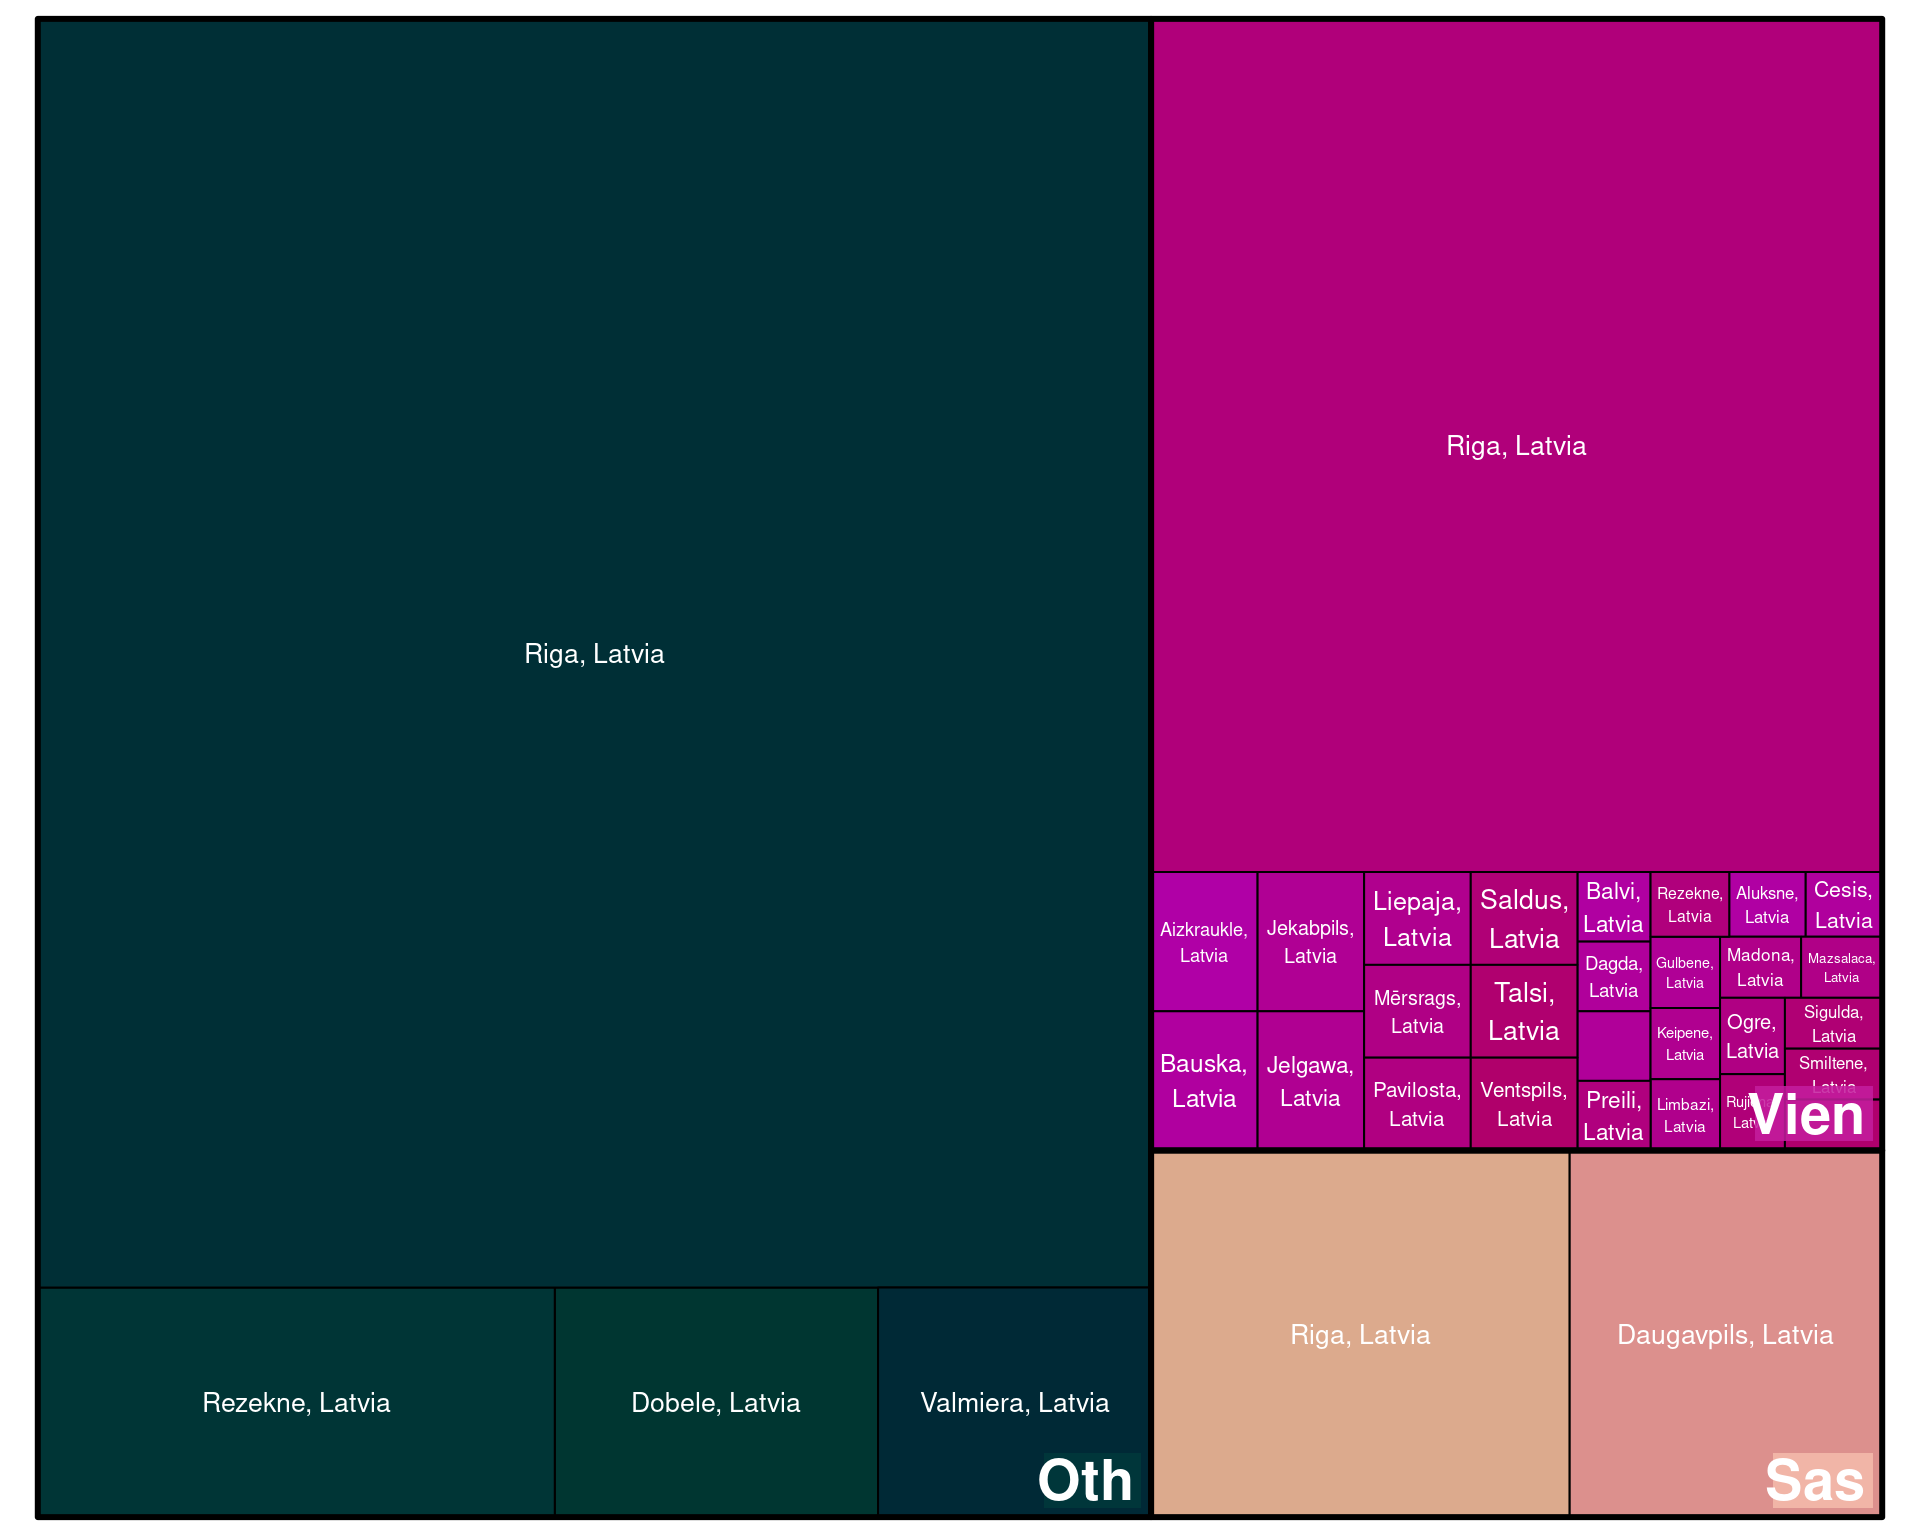 Riga, Latvia
Rezekne, Latvia
Dobele, Latvia
Valmiera, Latvia
Oth
Riga, Latvia
Aizkraukle,
Latvia
Bauska,
Latvia
Jekabpils,
Latvia
Jelgawa,
Latvia
Liepaja,
Latvia
Mērsrags,
Latvia
Pavilosta,
Latvia
Saldus,
Latvia
Talsi,
Latvia
Ventspils,
Latvia
Balvi,
Latvia
Dagda,
Latvia
Preili,
Latvia
Rezekne,
Latvia
Aluksne,
Latvia
Cesis,
Latvia
Gulbene,
Latvia
Keipene,
Latvia
Limbazi,
Latvia
Madona,
Latvia
Mazsalaca,
Latvia
Ogre,
Latvia
Sigulda,
Latvia
Smiltene,
Latvia
Vien
Riga, Latvia
Daugavpils, Latvia
Sas